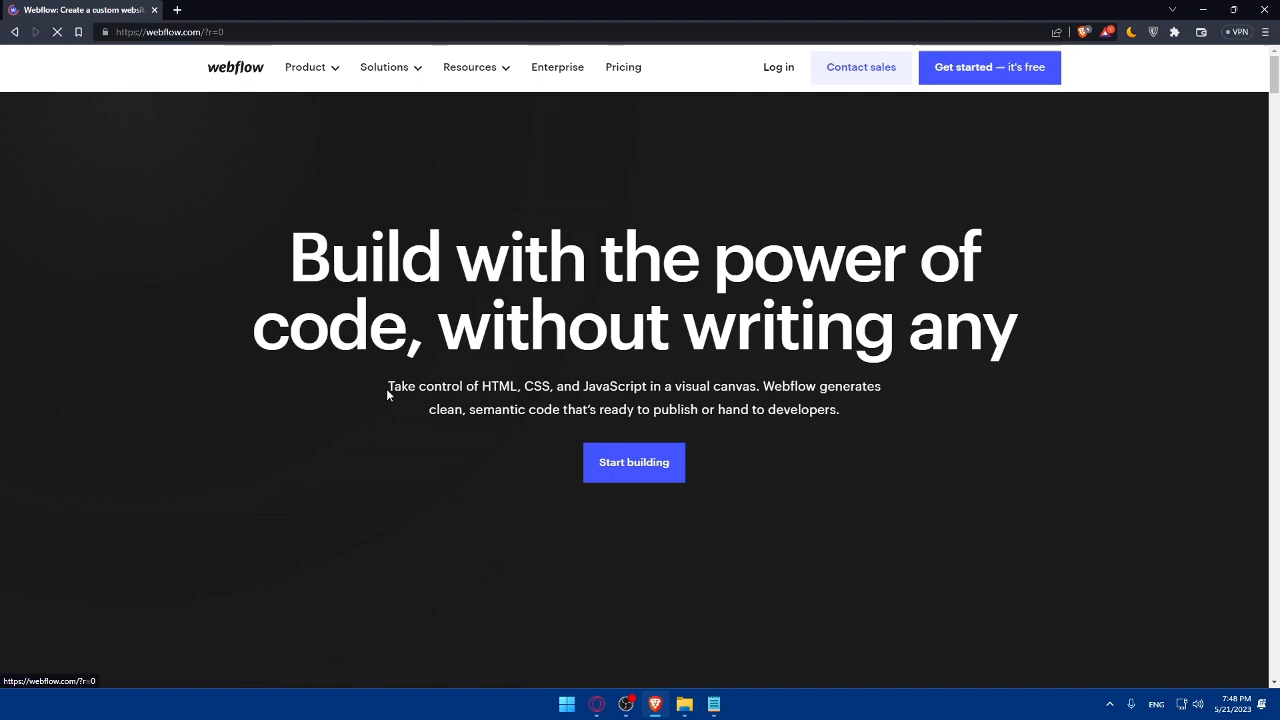 Webflow: Create a custom websit
https://webflow.com/?r=0
VPN
webflow
Product
Solutions
Resources
Enterprise
Pricing
Log in
Contact sales
Get started — it's free
Build with the power of
code, without writing any
Take control of HTML, CSS, and JavaScript in a visual canvas. Webflow generates
clean, semantic code that's ready to publish or hand to developers.
Start building
https://webflow.com/?r=0
ENG
7:48 PM
5/21/2023